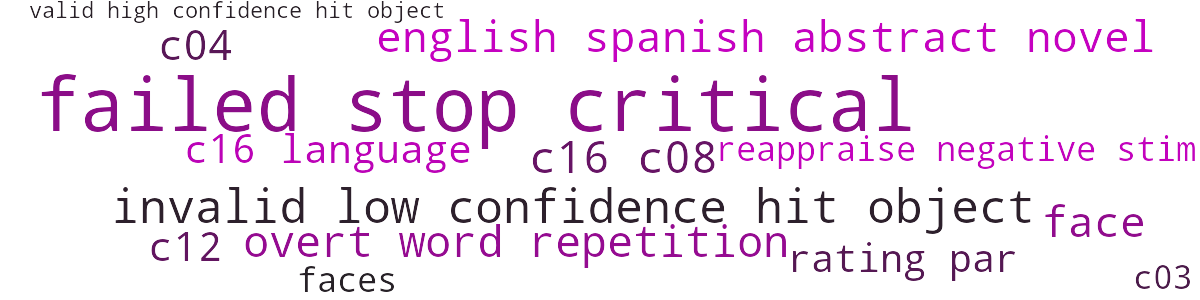 valid high confidence hit object
c04
english spanish abstract novel
failed stop critical
c16 language
c16 c08
reappraise negative stim
invalid low confidence hit object
face
c12
overt word repetition
rating par
faces
c03